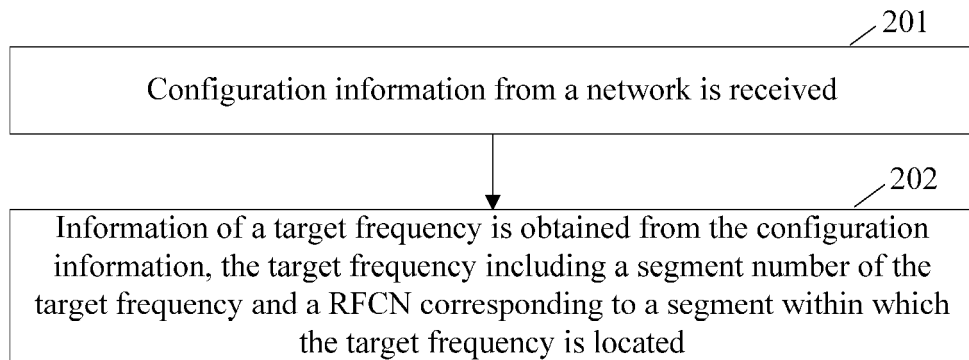 201
Configuration information from a network is received
202
Information of a target frequency is obtained from the configuration
information, the target frequency including a segment number of the
target frequency and a RFCN corresponding to a segment within which
the target frequency is located